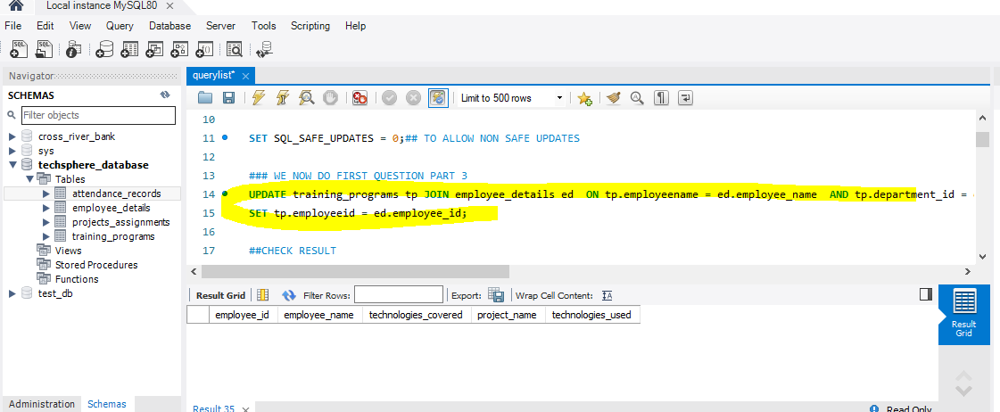 Local instance MySQL80 ×
File Edit View Query Database Server Tools Scripting Help
Navigator
SCHEMAS
Filter objects
cross_river_bank
sys
techsphere_database
Tables
attendance_records
employee_details
projects_assignments
training_programs
Views
Stored Procedures
Functions
test_db
Administration Schemas
querylist* ×
Limit to 500 rows
10
11 SET SQL_SAFE_UPDATES = 0;## TO ALLOW NON SAFE UPDATES
12
13 ### WE NOW DO FIRST QUESTION PART 3
14 UPDATE training_programs tp JOIN employee_details ed ON tp.employeename = ed.employee_name AND tp.department_id =
15 SET tp.employeeid = ed.employee_id;
16
17 ##CHECK RESULT
Result Grid Filter Rows: Export: Wrap Cell Content: IA
employee_id employee_name technologies_covered project_name technologies_used
Result Grid
Result 35 × Read Only